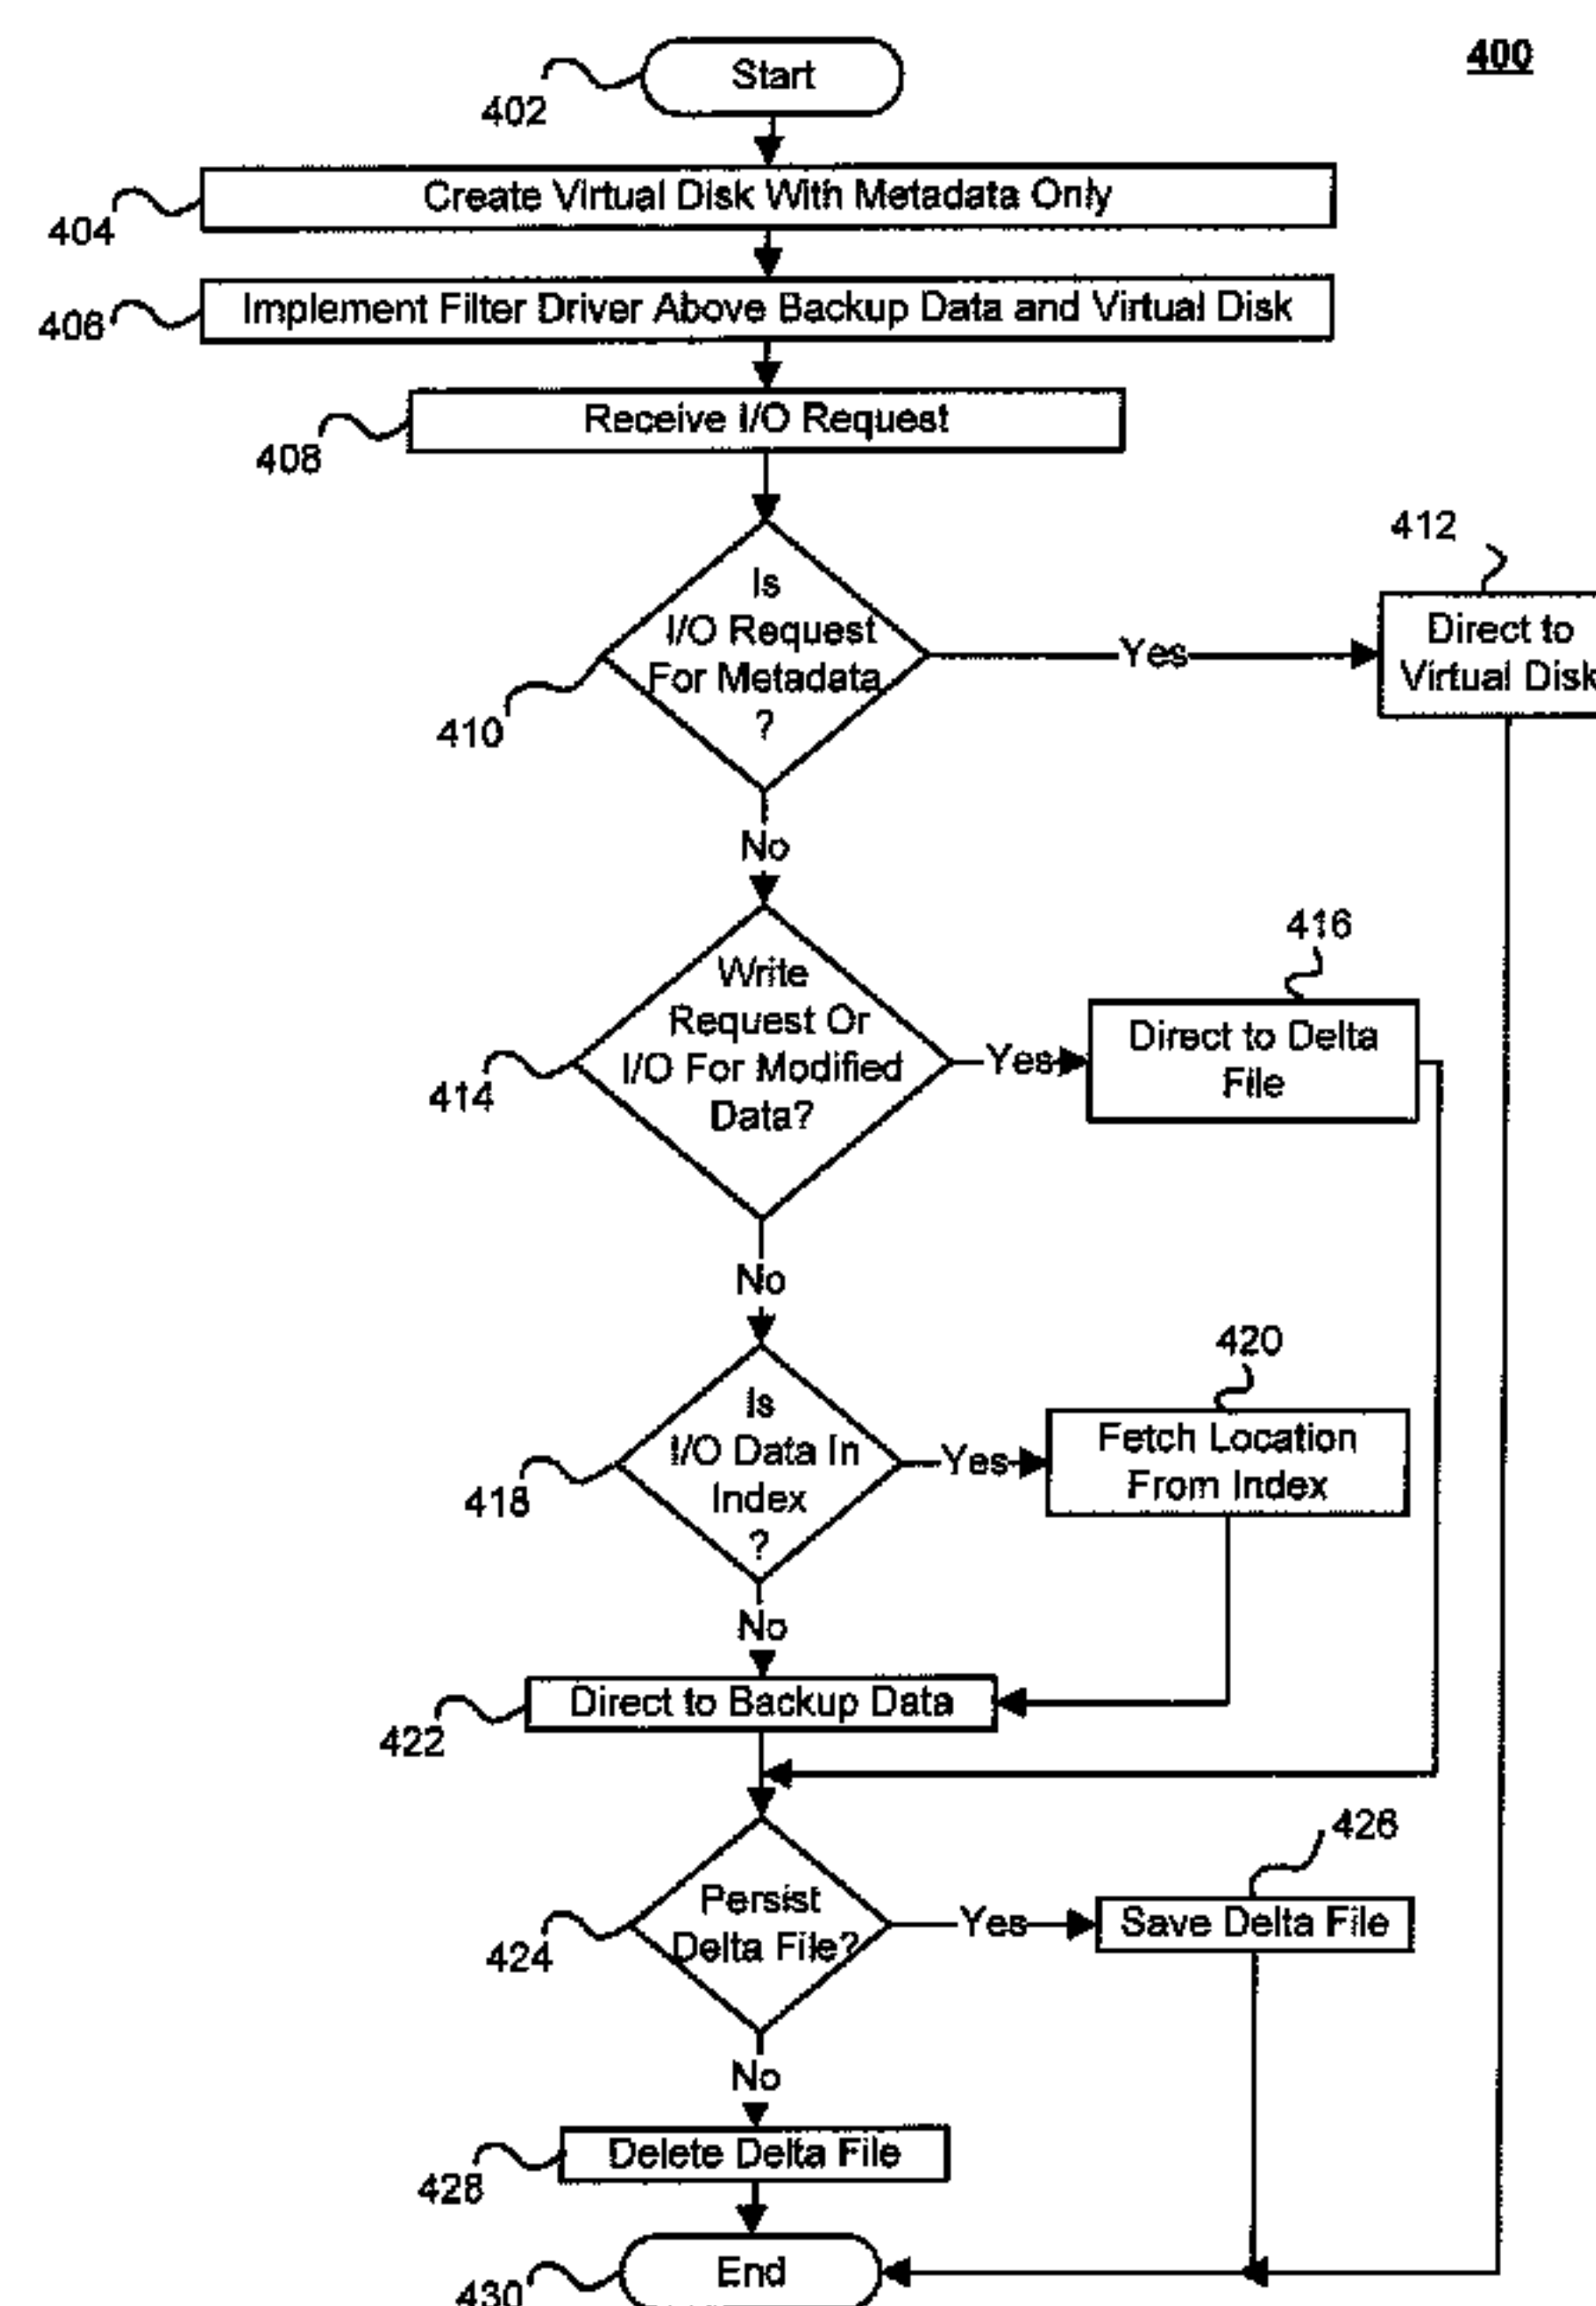 400
Start
402
Create Virtual Disk With Metadata Only
404
Implement Filter Driver Above Backup Data and Virtual Disk
406
Receive I/O Request
408
412
Is
I/O Request
For Metadata
?
Yes
Direct to
Virtual Disk
410
No
416
Write
Request Or
I/O For Modified
Data?
Yes
Direct to Delta
File
414
No
420
Is
I/O Data In
Index
?
Yes
Fetch Location
From Index
418
No
Direct to Backup Data
422
426
Persist
Delta File?
Yes
Save Delta File
424
No
Delete Delta File
428
End
430